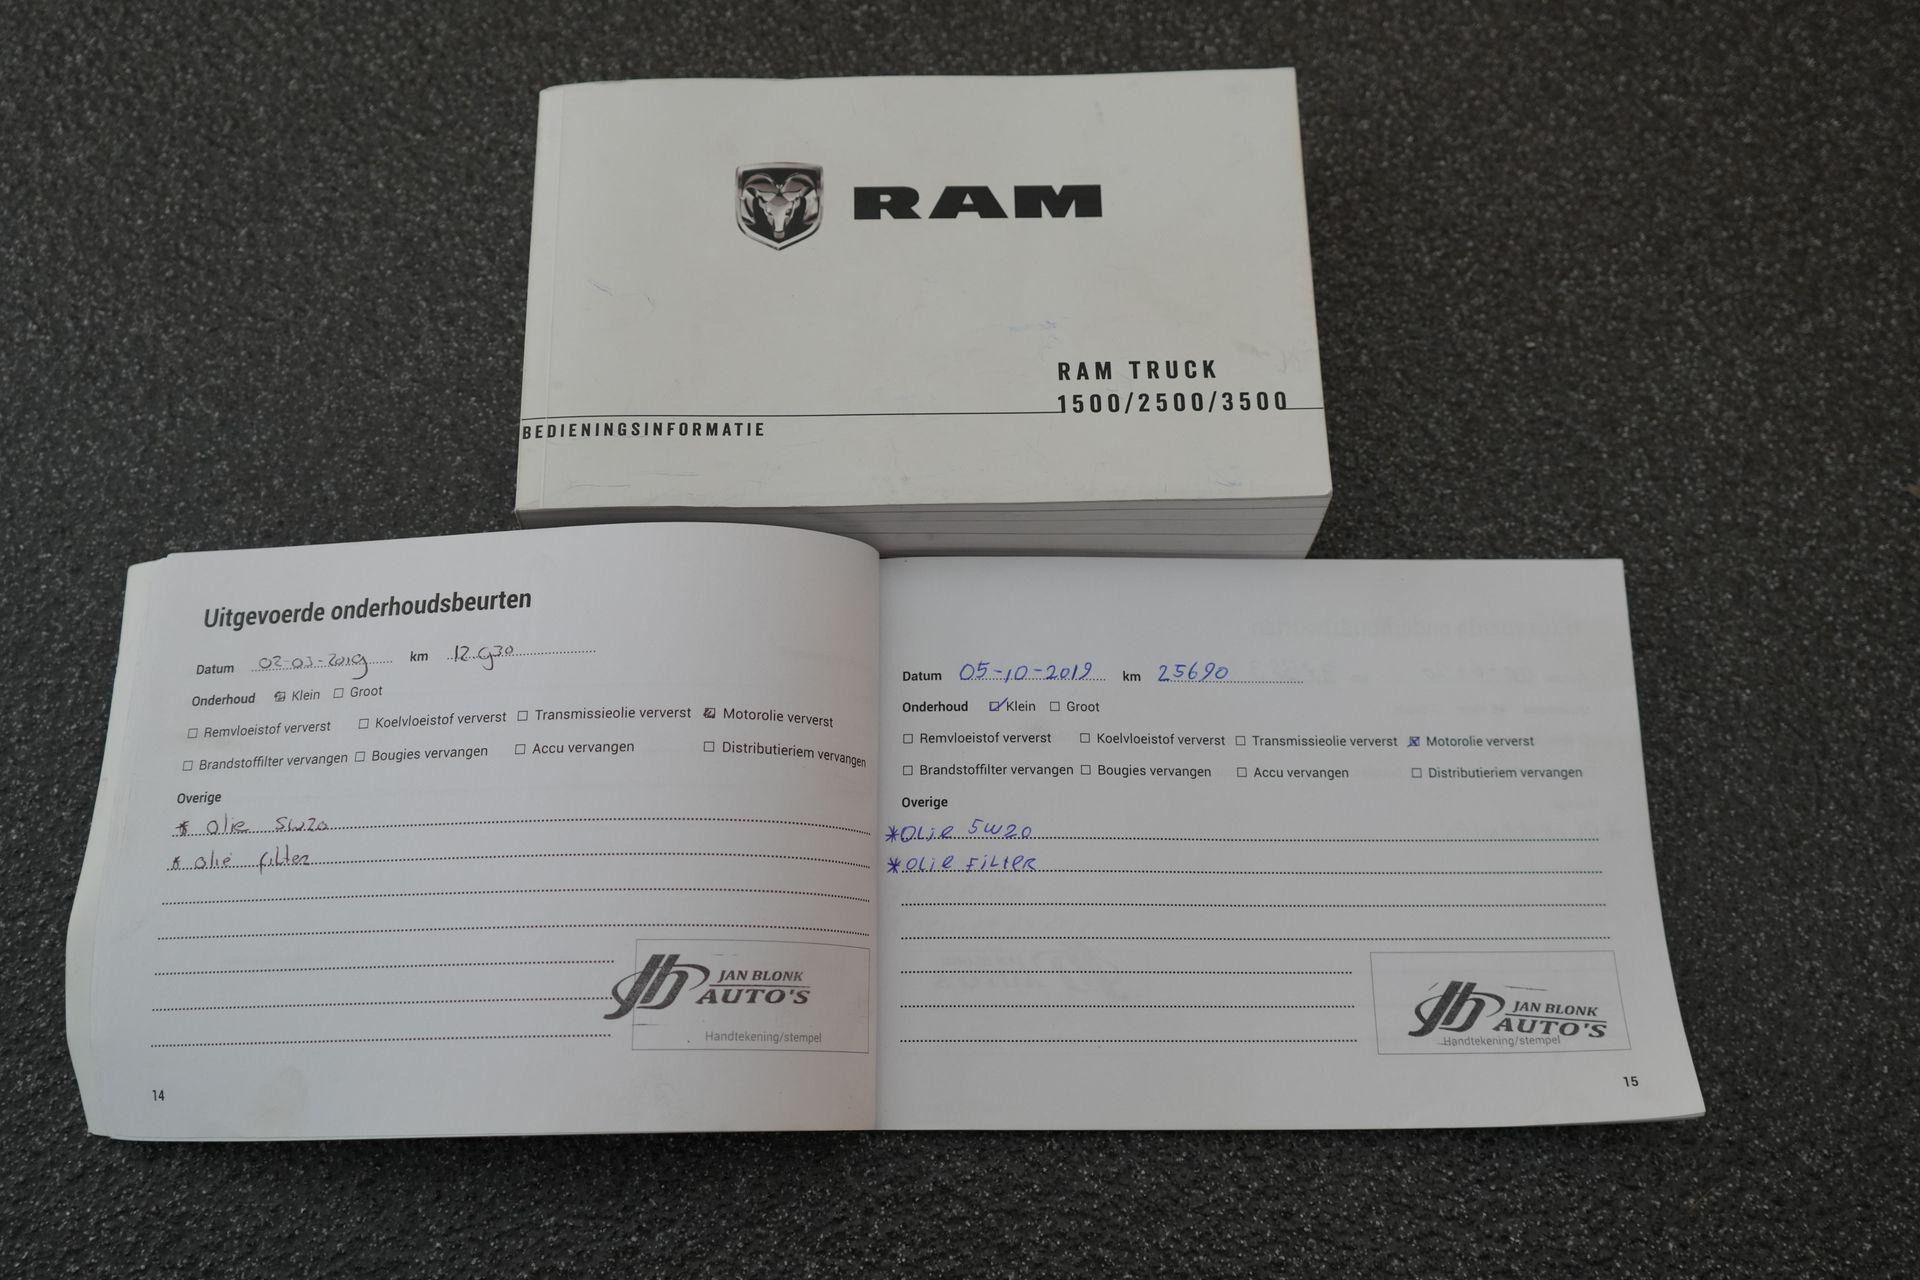 RAM
RAM TRUCK
1500/2500/3500
BEDIENINGSINFORMATIE
Uitgevoerde onderhoudsbeurten
Datum 02-03-2019 km 12.930
Onderhoud Klein Groot
Remvloeistof ververst Koelvloeistof ververst Transmissieolie ververst Motorolie ververst
Brandstoffilter vervangen Bougies vervangen Accu vervangen Distributieriem vervangen
Overige
* olie 5W20
* olie filter
JAN BLONK
AUTO'S
Handtekening/stempel
14
Datum 05-10-2019 km 25690
Onderhoud Klein Groot
Remvloeistof ververst Koelvloeistof ververst Transmissieolie ververst Motorolie ververst
Brandstoffilter vervangen Bougies vervangen Accu vervangen Distributieriem vervangen
Overige
*OLiE 5W20
*OLiE FiLtER
jb JAN BLONK
AUTO'S
Handtekening/stempel
15